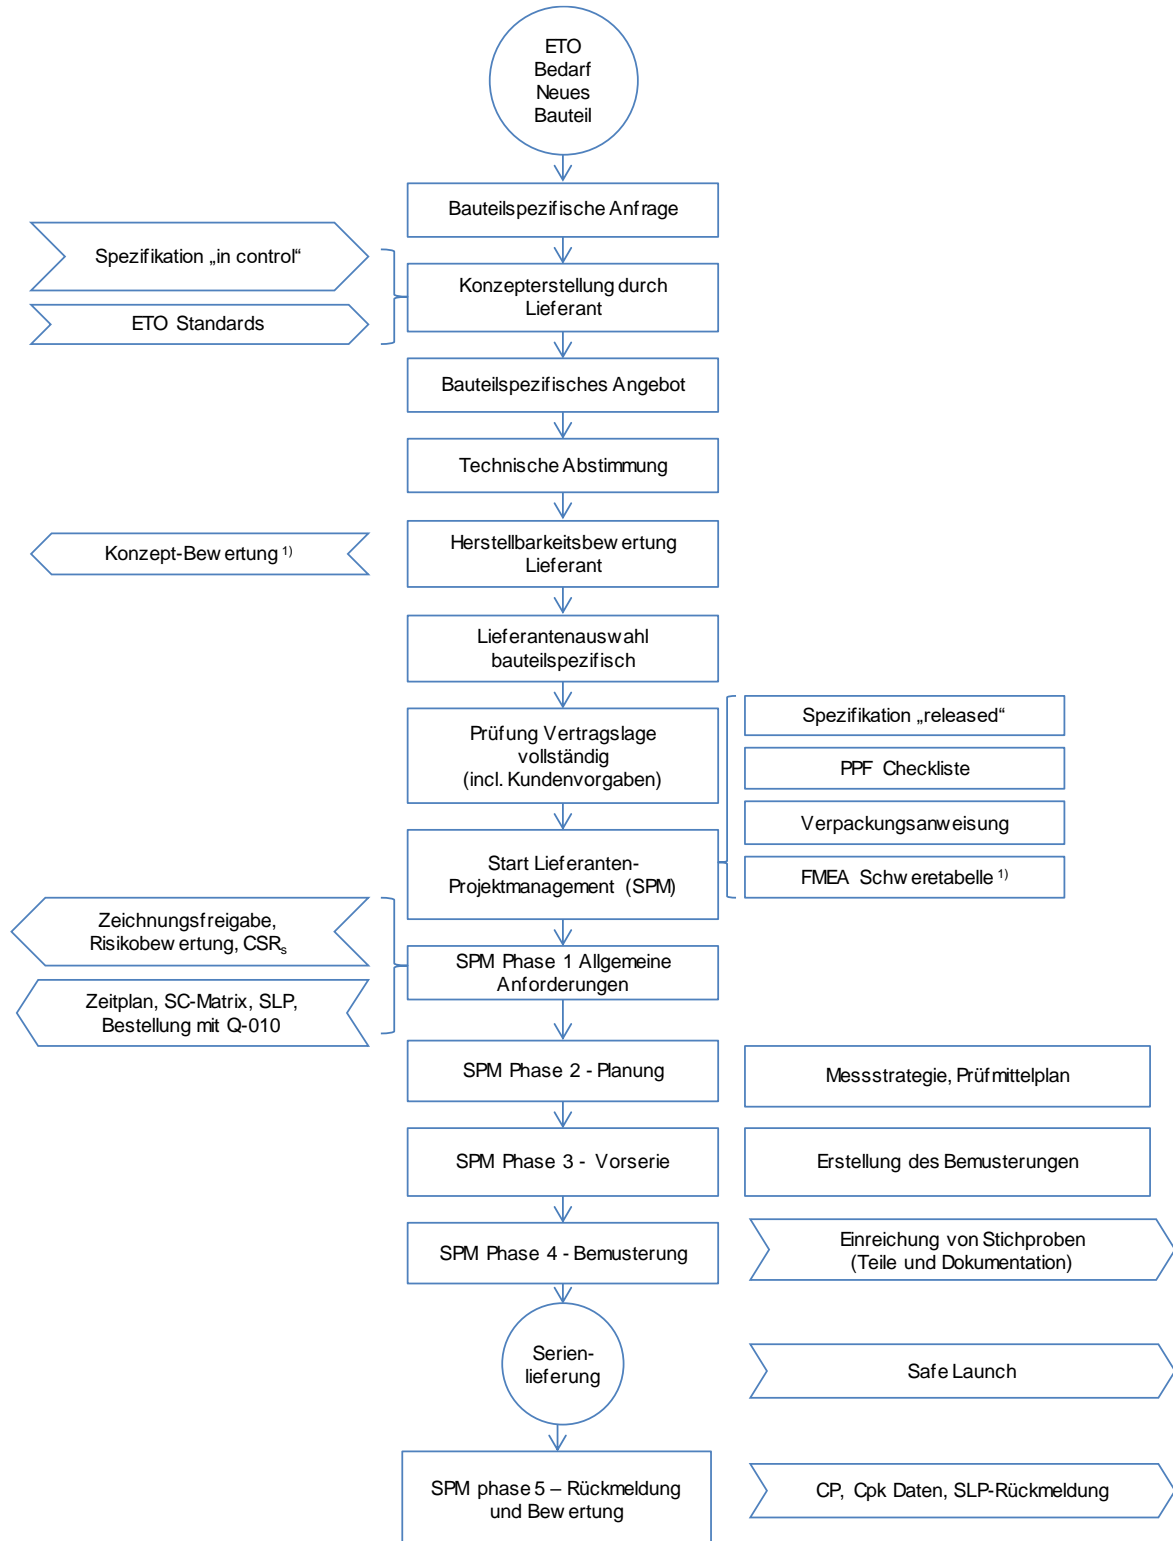 ETO
Bedarf
Neues
Bauteil
Bauteilspezifische Anfrage
Spezifikation „in control“
ETO Standards
Konzepterstellung durch
Lieferant
Bauteilspezifisches Angebot
Technische Abstimmung
Konzept-Bewertung 1)
Herstellbarkeitsbewertung
Lieferant
Lieferantenauswahl
bauteilspezifisch
Prüfung Vertragslage
vollständig
(incl. Kundenvorgaben)
Spezifikation „released“
PPF Checkliste
Verpackungsanweisung
FMEA Schweretabelle 1)
Start Lieferanten-
Projektmanagement (SPM)
Zeichnungsfreigabe,
Risikobewertung, CSRs
Zeitplan, SC-Matrix, SLP,
Bestellung mit Q-010
SPM Phase 1 Allgemeine
Anforderungen
SPM Phase 2 - Planung
Messstrategie, Prüfmittelplan
SPM Phase 3 - Vorserie
Erstellung des Bemusterungen
SPM Phase 4 - Bemusterung
Einreichung von Stichproben
(Teile und Dokumentation)
Serien-
lieferung
Safe Launch
SPM phase 5 – Rückmeldung
und Bewertung
CP, Cpk Daten, SLP-Rückmeldung